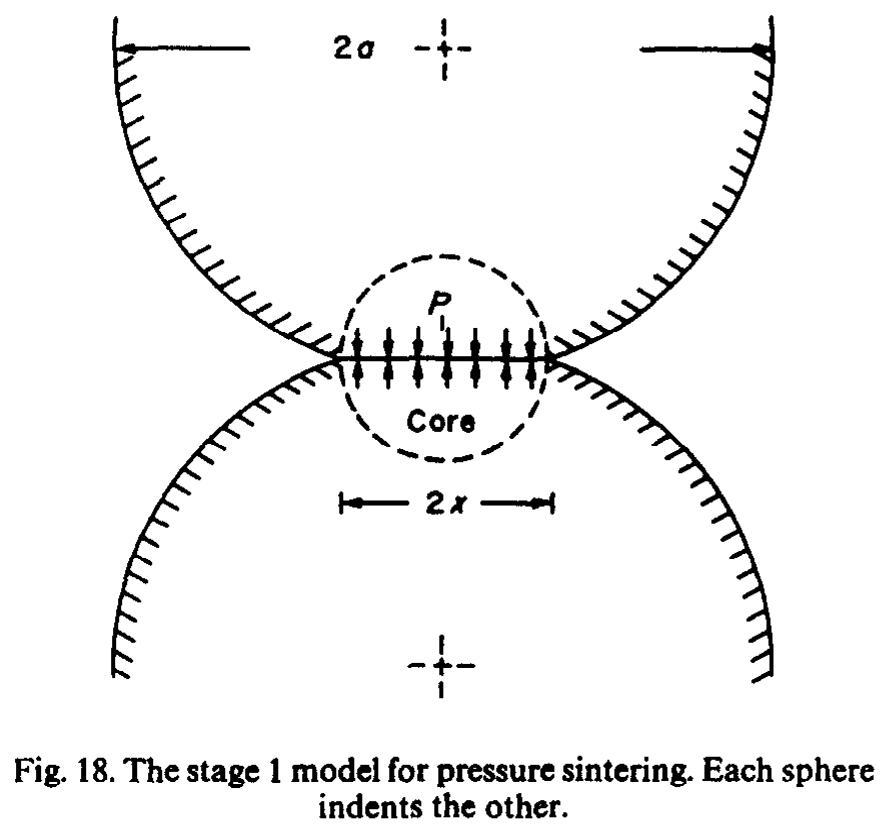 2a
P
Core
2x
Fig. 18. The stage 1 model for pressure sintering. Each sphere
indents the other.